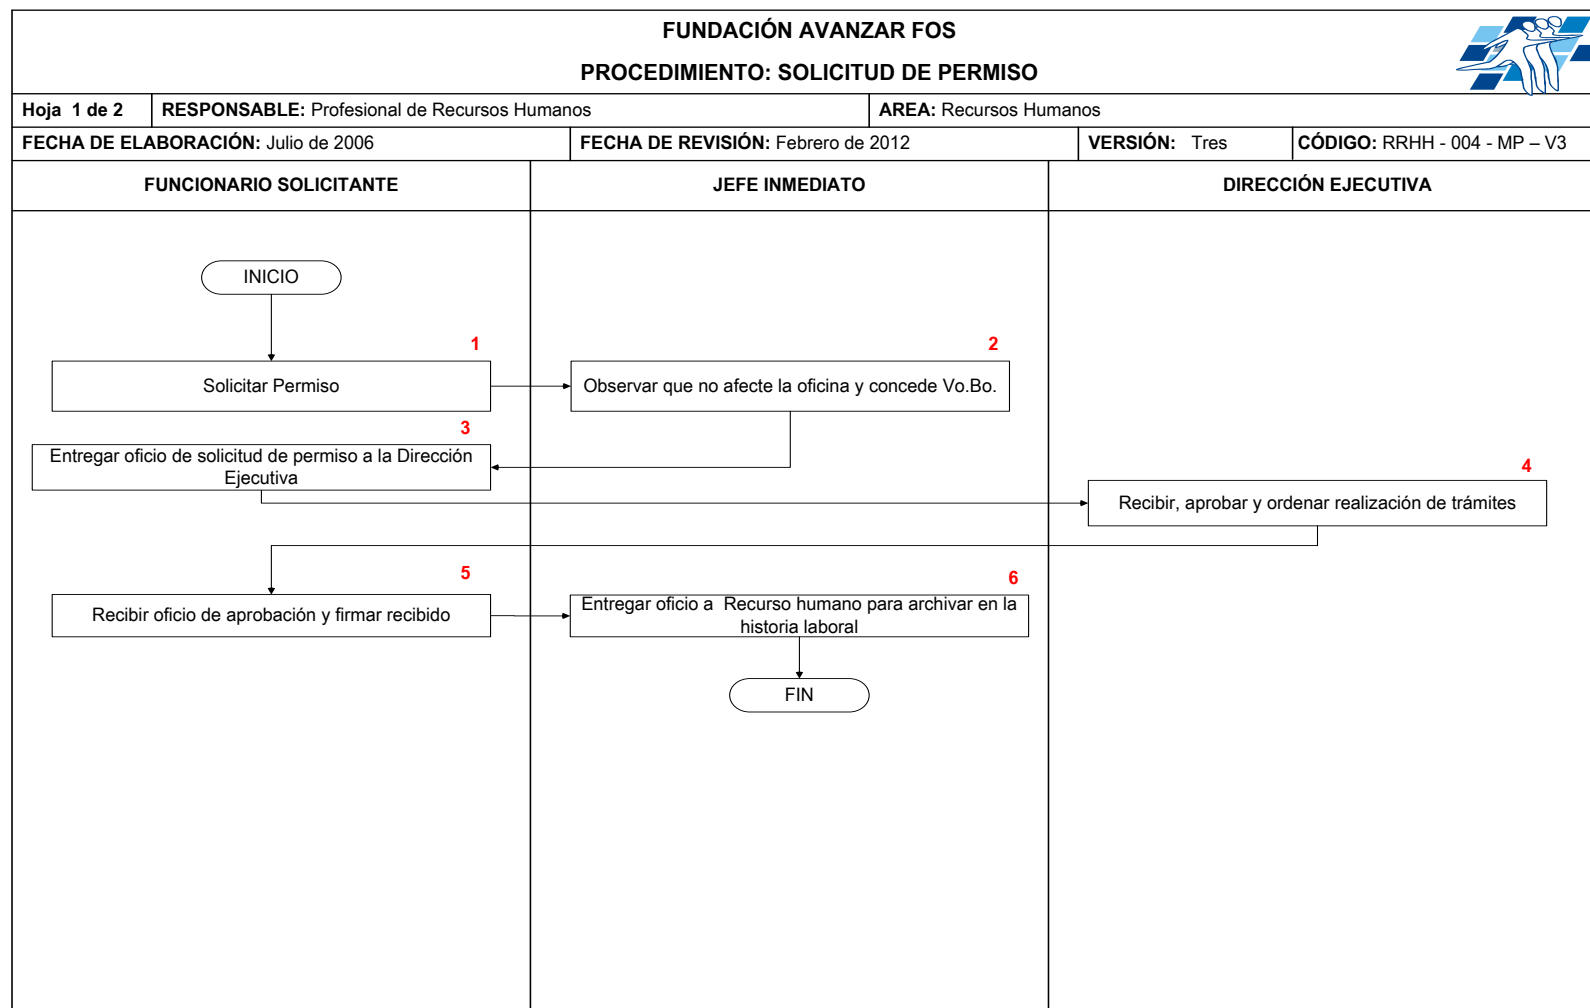 FUNDACIÓN AVANZAR FOS
PROCEDIMIENTO: SOLICITUD DE PERMISO
Hoja 1 de 2 RESPONSABLE: Profesional de Recursos Humanos AREA: Recursos Humanos
FECHA DE ELABORACIÓN: Julio de 2006 FECHA DE REVISIÓN: Febrero de 2012 VERSIÓN: Tres CÓDIGO: RRHH - 004 - MP – V3
FUNCIONARIO SOLICITANTE JEFE INMEDIATO DIRECCIÓN EJECUTIVA
INICIO
1
Solicitar Permiso
2
Observar que no afecte la oficina y concede Vo.Bo.
3
Entregar oficio de solicitud de permiso a la Dirección
Ejecutiva
4
Recibir, aprobar y ordenar realización de trámites
5
Recibir oficio de aprobación y firmar recibido
6
Entregar oficio a Recurso humano para archivar en la
historia laboral
FIN